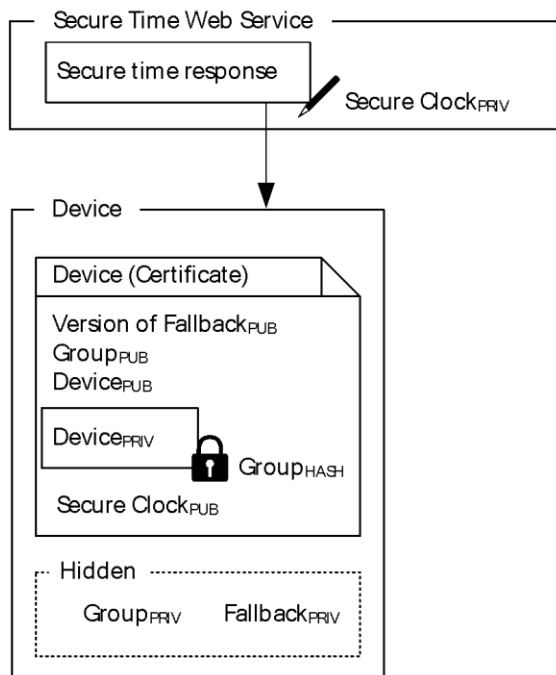 Secure Time Web Service
Secure time response
Secure ClockPRIV
Device
Device (Certificate)
Version of FallbackPUB
GroupPUB
DevicePUB
DevicePRIV
GroupHASH
Secure ClockPUB
Hidden
GroupPRIV FallbackPRIV